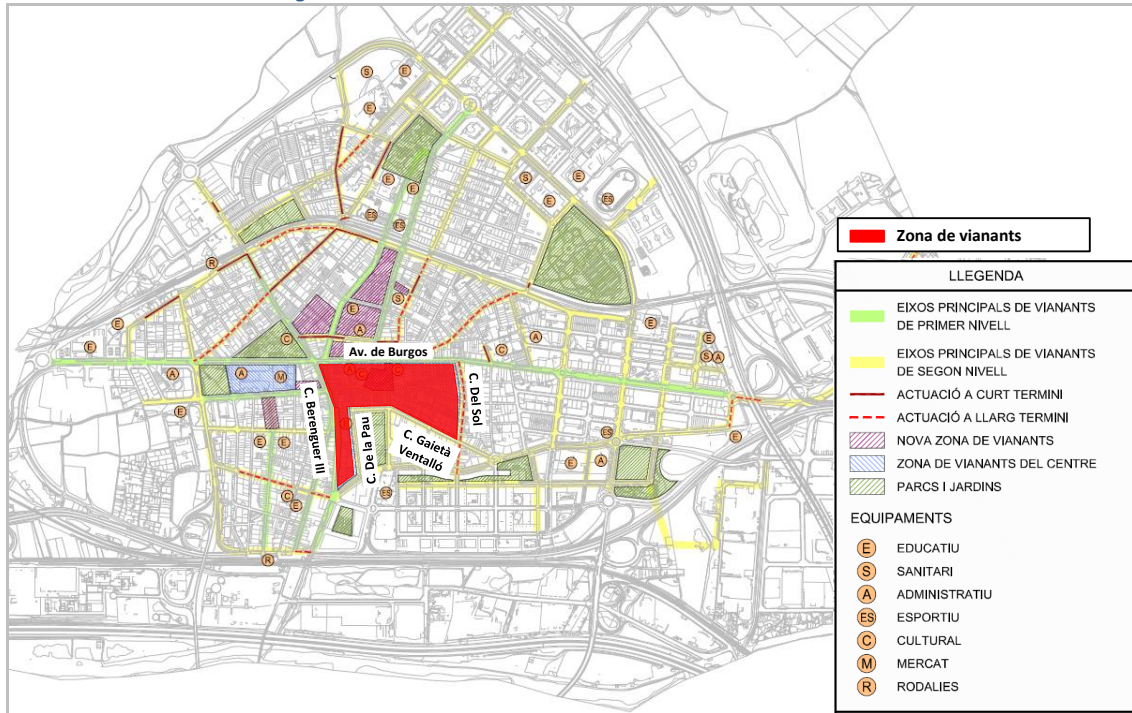 Av. de Burgos
C. Berenguer III
C. De la Pau
C. Gaietà
Ventalló
C. Del Sol
Zona de vianants
LLEGENDA
EIXOS PRINCIPALS DE VIANANTS
DE PRIMER NIVELL
EIXOS PRINCIPALS DE VIANANTS
DE SEGON NIVELL
ACTUACIÓ A CURT TERMINI
ACTUACIÓ A LLARG TERMINI
NOVA ZONA DE VIANANTS
ZONA DE VIANANTS DEL CENTRE
PARCS I JARDINS
EQUIPAMENTS
E EDUCATIU
S SANITARI
A ADMINISTRATIU
ES ESPORTIU
C CULTURAL
M MERCAT
R RODALIES